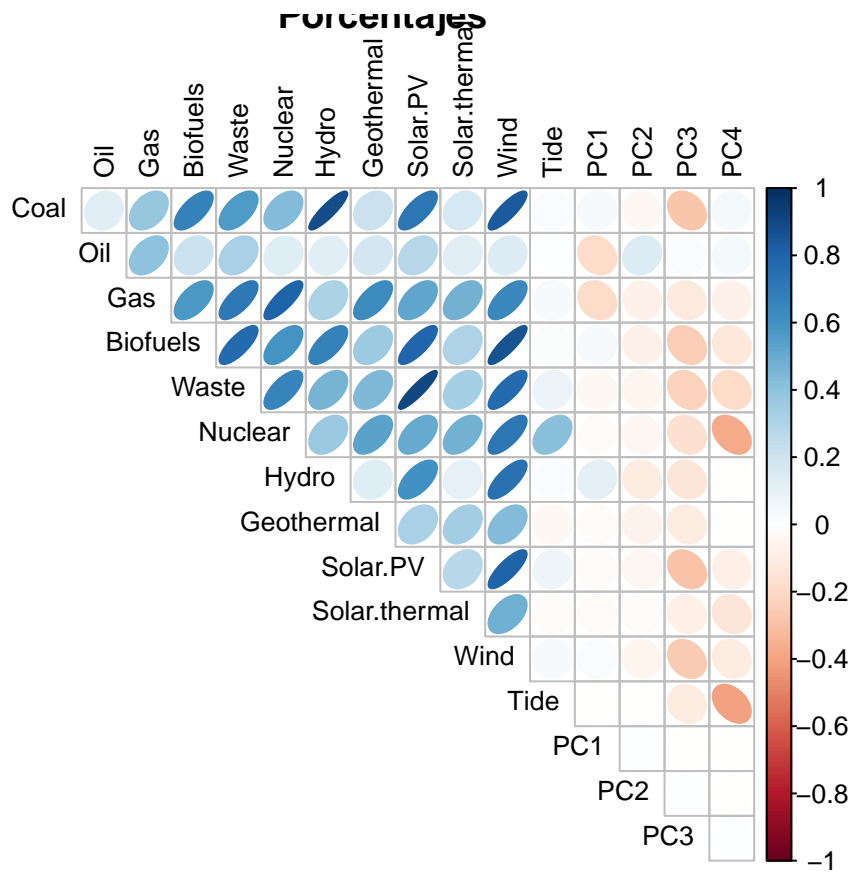 Porcentajes
Oil Gas Biofuels Waste Nuclear Hydro Geothermal Solar.PV Solar.thermal Wind Tide PC1 PC2 PC3 PC4
Coal
Oil
Gas
Biofuels
Waste
Nuclear
Hydro
Geothermal
Solar.PV
Solar.thermal
Wind
Tide
PC1
PC2
PC3
1
0.8
0.6
0.4
0.2
0
−0.2
−0.4
−0.6
−0.8
−1